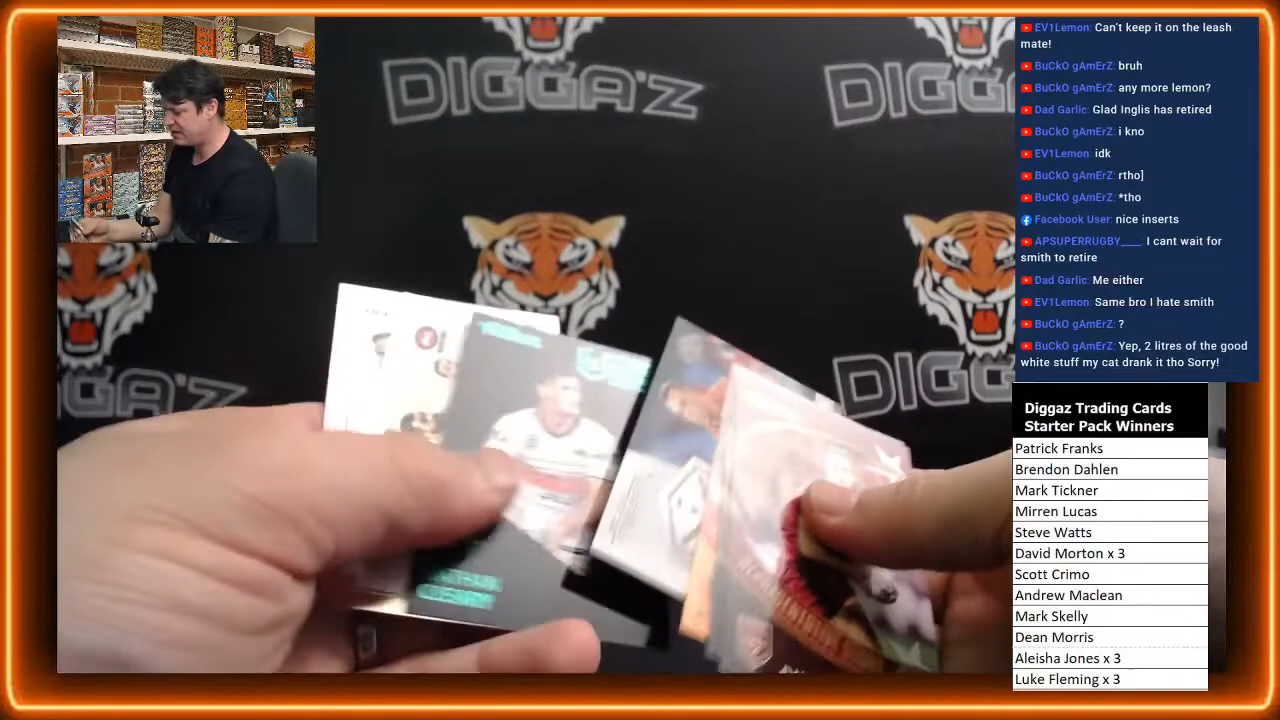 DIGGA'Z
DIGGA'Z
DIGGA'Z
DIGGA'Z
EV1Lemon: Can't keep it on the leash
mate!
BuCkO gAmErZ: bruh
BuCkO gAmErZ: any more lemon?
Dad Garlic: Glad Inglis has retired
BuCkO gAmErZ: i kno
EV1Lemon: idk
BuCkO gAmErZ: rtho]
BuCkO gAmErZ: *tho
Facebook User: nice inserts
APSUPERRUGBY____: I cant wait for
smith to retire
Dad Garlic: Me either
EV1Lemon: Same bro I hate smith
BuCkO gAmErZ: ?
BuCkO gAmErZ: Yep, 2 litres of the good
white stuff my cat drank it tho Sorry!
Diggaz Trading Cards
Starter Pack Winners
Patrick Franks
Brendon Dahlen
Mark Tickner
Mirren Lucas
Steve Watts
David Morton x 3
Scott Crimo
Andrew Maclean
Mark Skelly
Dean Morris
Aleisha Jones x 3
Luke Fleming x 3